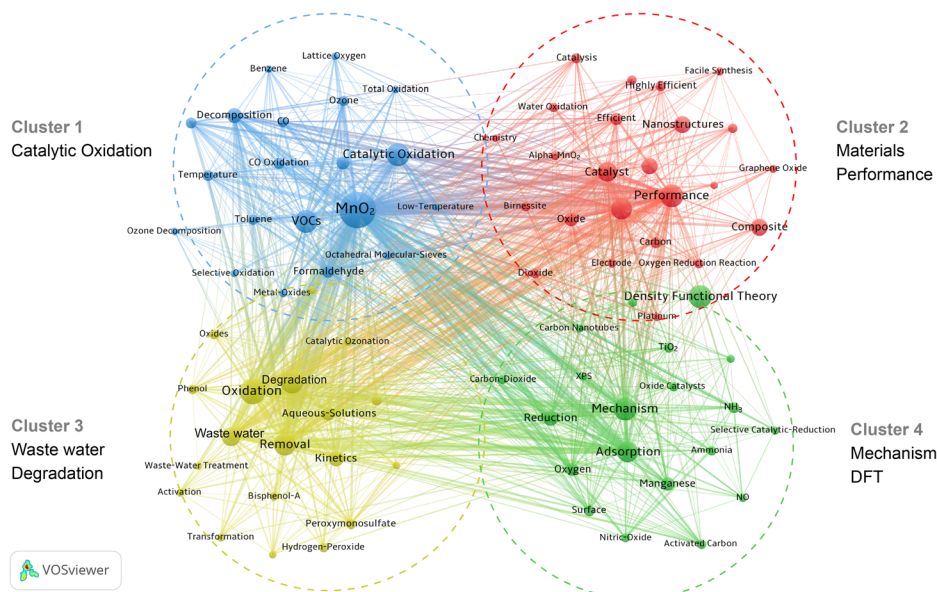 Cluster 1
Catalytic Oxidation
Lattice Oxygen
Benzene
Total Oxidation
Ozone
Decomposition
CO
Catalytic Oxidation
CO Oxidation
Temperature
MnO₂
Low-Temperature
VOCs
Toluene
Ozone Decomposition
Octahedral Molecular-Sieves
Formaldehyde
Selective Oxidation
Metal-Oxides
Cluster 2
Materials
Performance
Catalysis
Facile Synthesis
Highly Efficient
Water Oxidation
Efficient
Nanostructures
Chemistry
Alpha-MnO₂
Graphene Oxide
Catalyst
Performance
Birnessite
Oxide
Composite
Carbon
Electrode
Oxygen Reduction Reaction
Dioxide
Platinum
Cluster 3
Waste water
Degradation
Oxides
Catalytic Ozonation
Degradation
Phenol
Oxidation
Aqueous-Solutions
Waste water
Removal
Kinetics
Waste-Water Treatment
Activation
Bisphenol-A
Peroxymonosulfate
Transformation
Hydrogen-Peroxide
Cluster 4
Mechanism
DFT
Density Functional Theory
Carbon Nanotubes
TiO₂
Carbon-Dioxide
XPS
Oxide Catalysts
Mechanism
NH₃
Reduction
Selective Catalytic-Reduction
Adsorption
Ammonia
Oxygen
Manganese
NO
Surface
Nitric-Oxide
Activated Carbon
VOSviewer